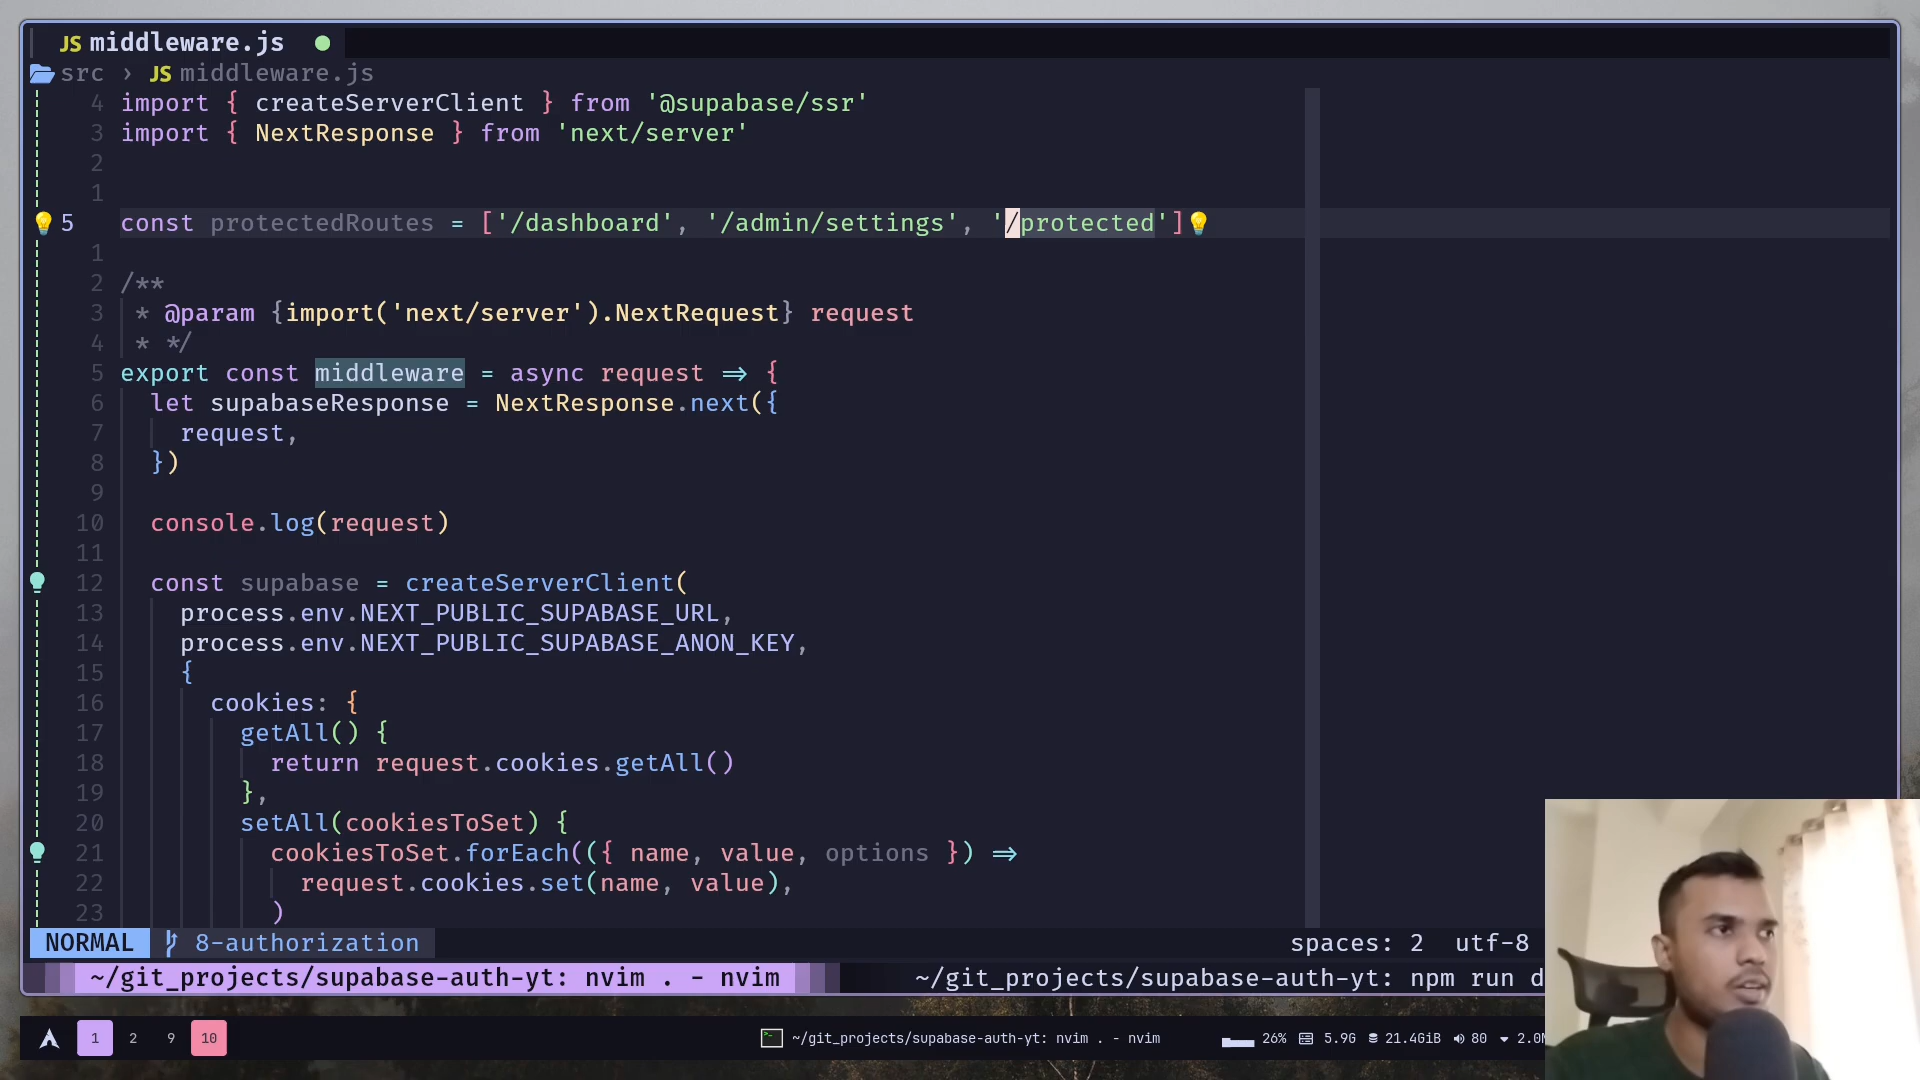 JS middleware.js
src › JS middleware.js
4 import { createServerClient } from '@supabase/ssr'
3 import { NextResponse } from 'next/server'
2
1
5 const protectedRoutes = ['/dashboard', '/admin/settings', '/protected']
1
2 /**
3 * @param {import('next/server').NextRequest} request
4 * */
5 export const middleware = async request => {
6 let supabaseResponse = NextResponse.next({
7 request,
8 })
9
10 console.log(request)
11
12 const supabase = createServerClient(
13 process.env.NEXT_PUBLIC_SUPABASE_URL,
14 process.env.NEXT_PUBLIC_SUPABASE_ANON_KEY,
15 {
16 cookies: {
17 getAll() {
18 return request.cookies.getAll()
19 },
20 setAll(cookiesToSet) {
21 cookiesToSet.forEach(({ name, value, options }) =>
22 request.cookies.set(name, value),
23 )
NORMAL 8-authorization spaces: 2 utf-8
~/git_projects/supabase-auth-yt: nvim . - nvim ~/git_projects/supabase-auth-yt: npm run d
1 2 9 10 ~/git_projects/supabase-auth-yt: nvim . - nvim 26% 5.9G 21.4GiB 80 2.0M